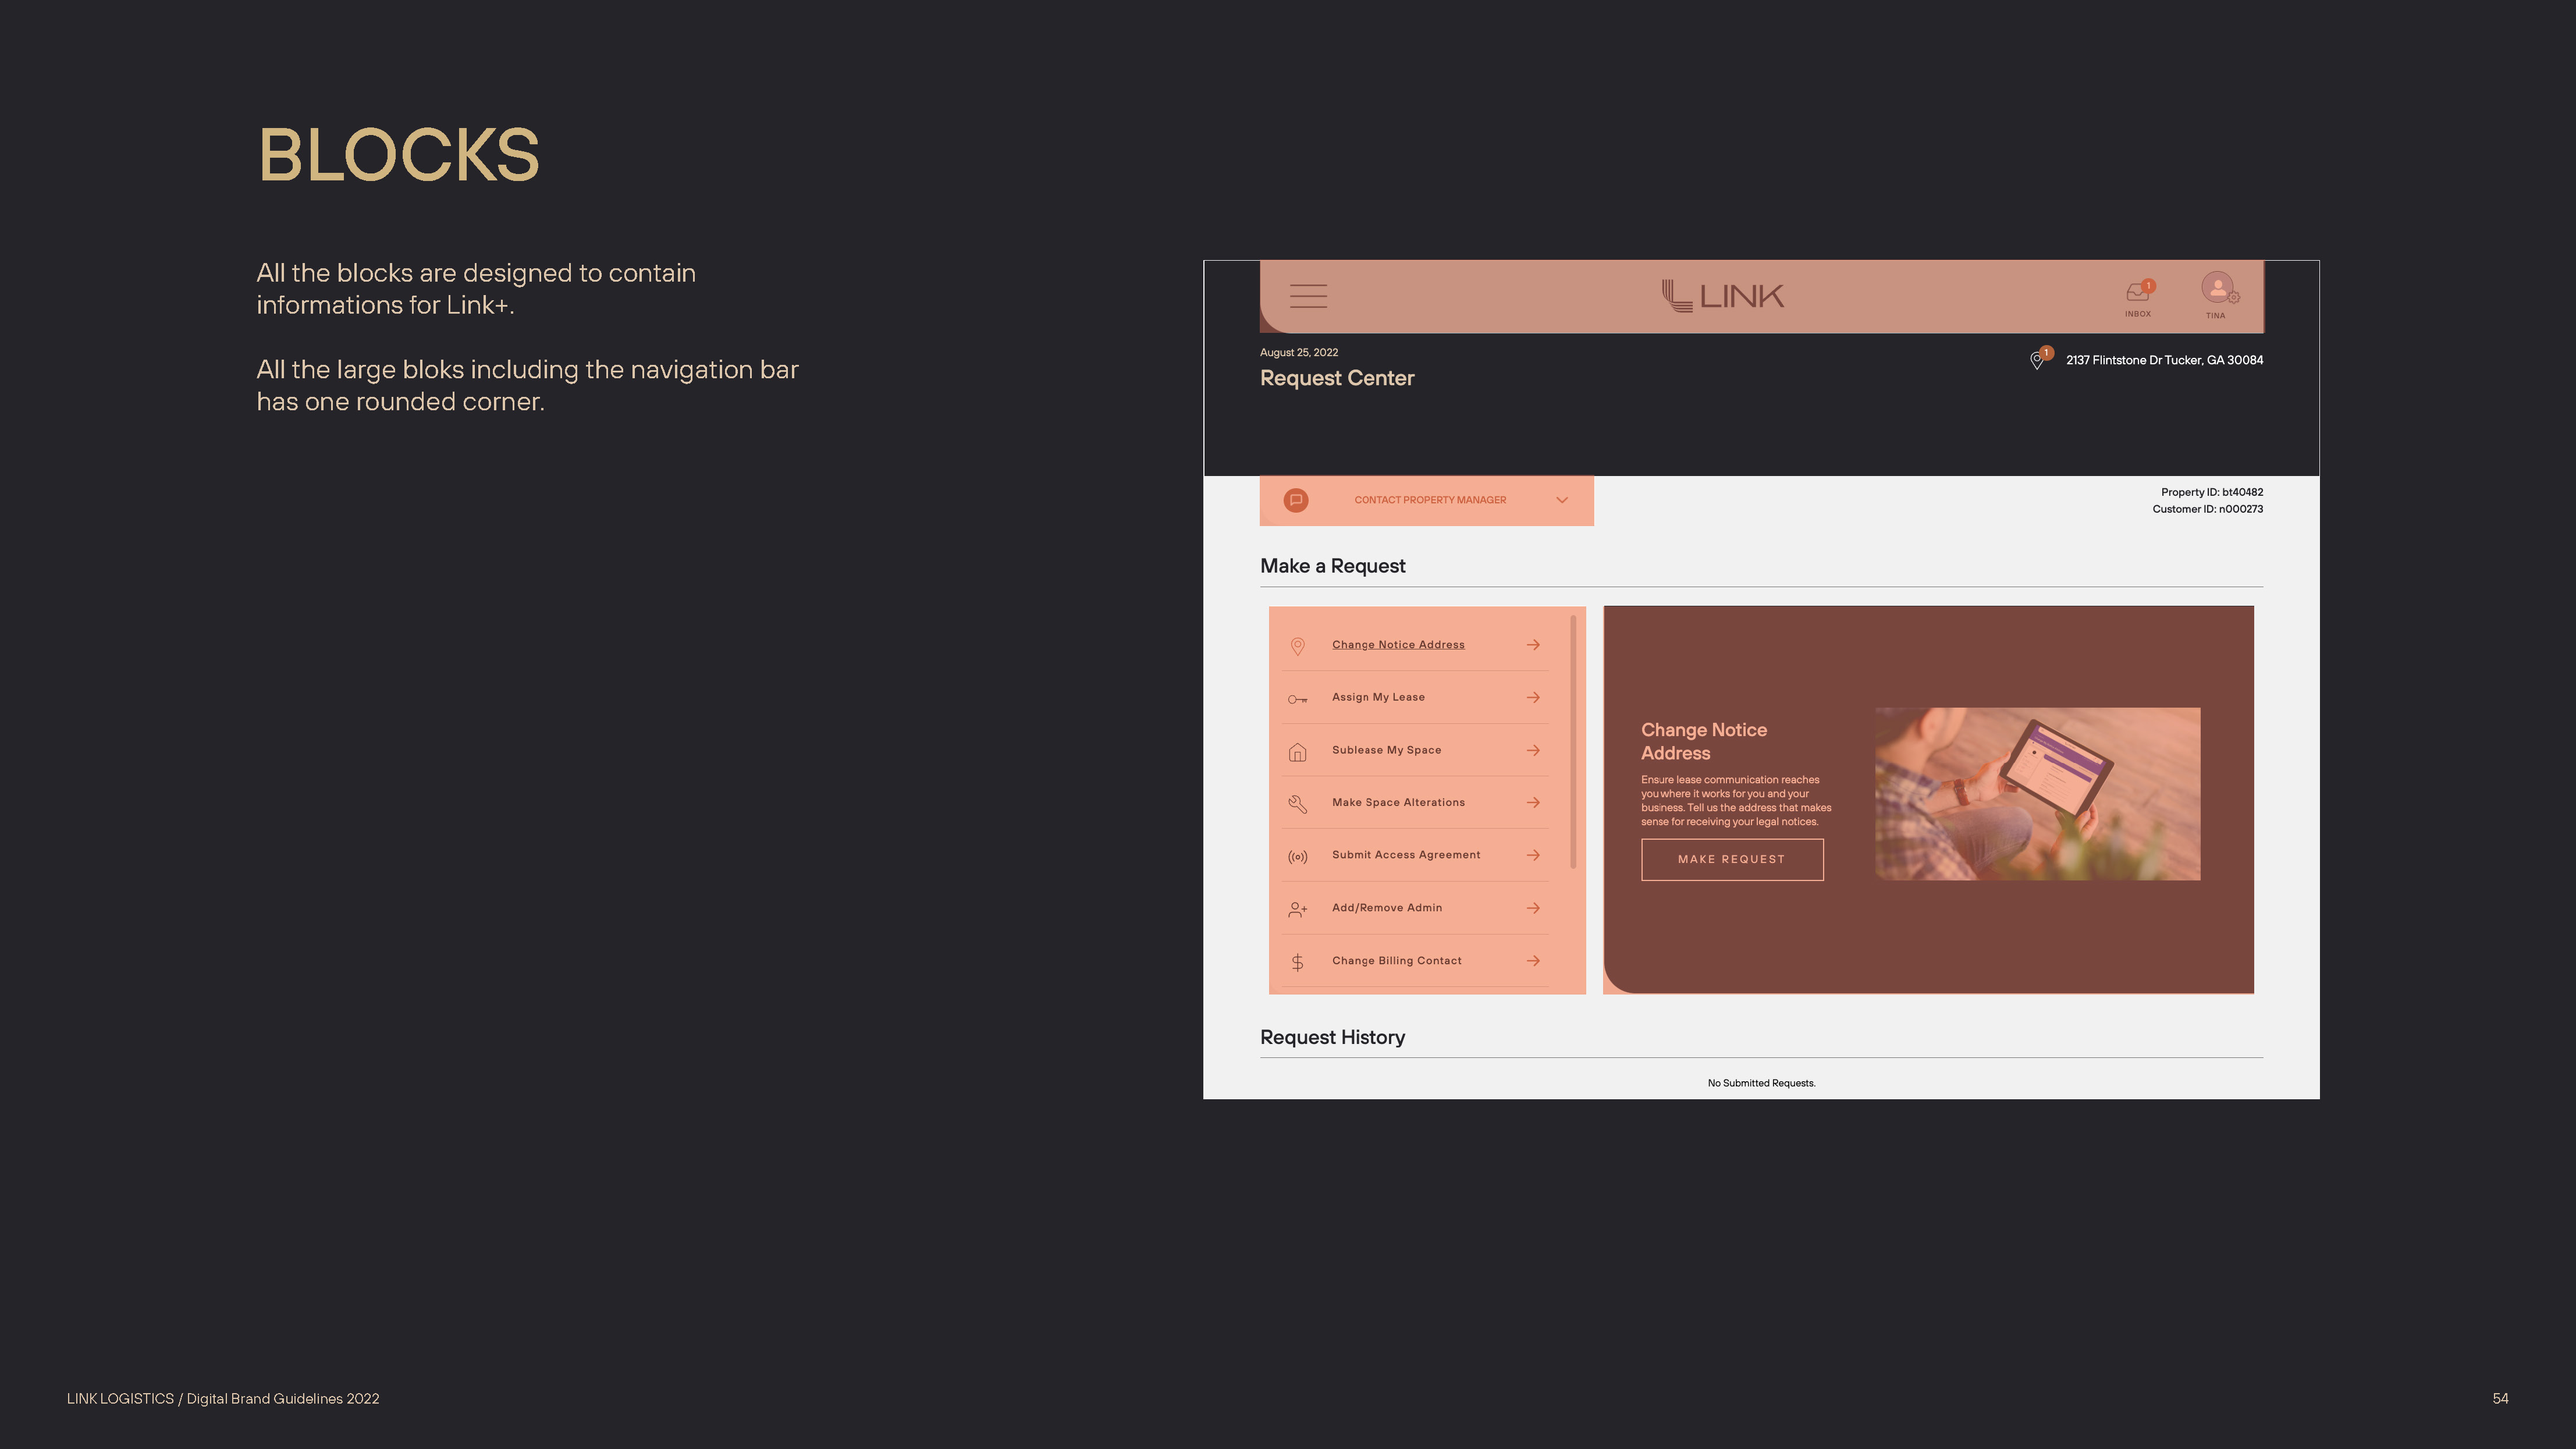 BLOCKS
All the blocks are designed to contain
informations for Link+.
All the large bloks including the navigation bar
has one rounded corner.
LINK
1
INBOX
TINA
August 25, 2022
Request Center
1
2137 Flintstone Dr Tucker, GA 30084
CONTACT PROPERTY MANAGER
Property ID: bt40482
Customer ID: n000273
Make a Request
Change Notice Address
Assign My Lease
Sublease My Space
Make Space Alterations
Submit Access Agreement
Add/Remove Admin
Change Billing Contact
Change Notice
Address
Ensure lease communication reaches
you where it works for you and your
business. Tell us the address that makes
sense for receiving your legal notices.
MAKE REQUEST
Request History
No Submitted Requests.
LINK LOGISTICS / Digital Brand Guidelines 2022
54